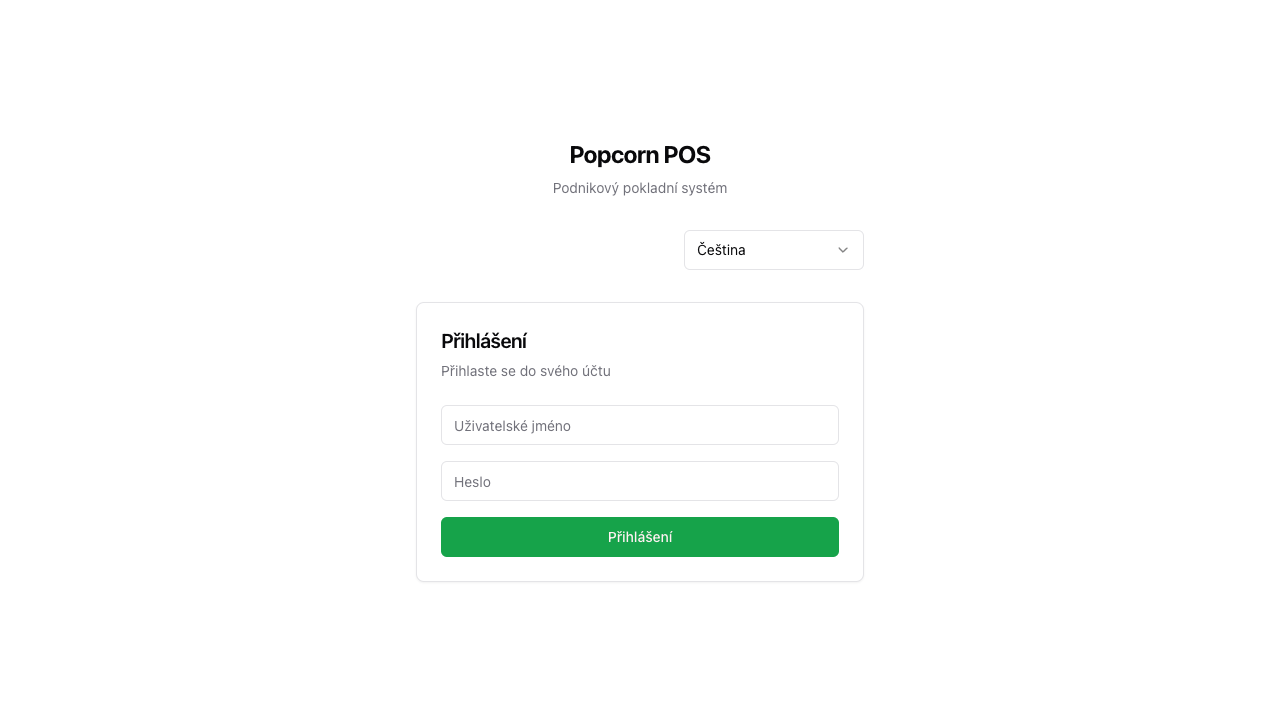 Popcorn POS
Podnikový pokladní systém
Čeština
Přihlášení
Přihlaste se do svého účtu
Uživatelské jméno
Heslo
Přihlášení